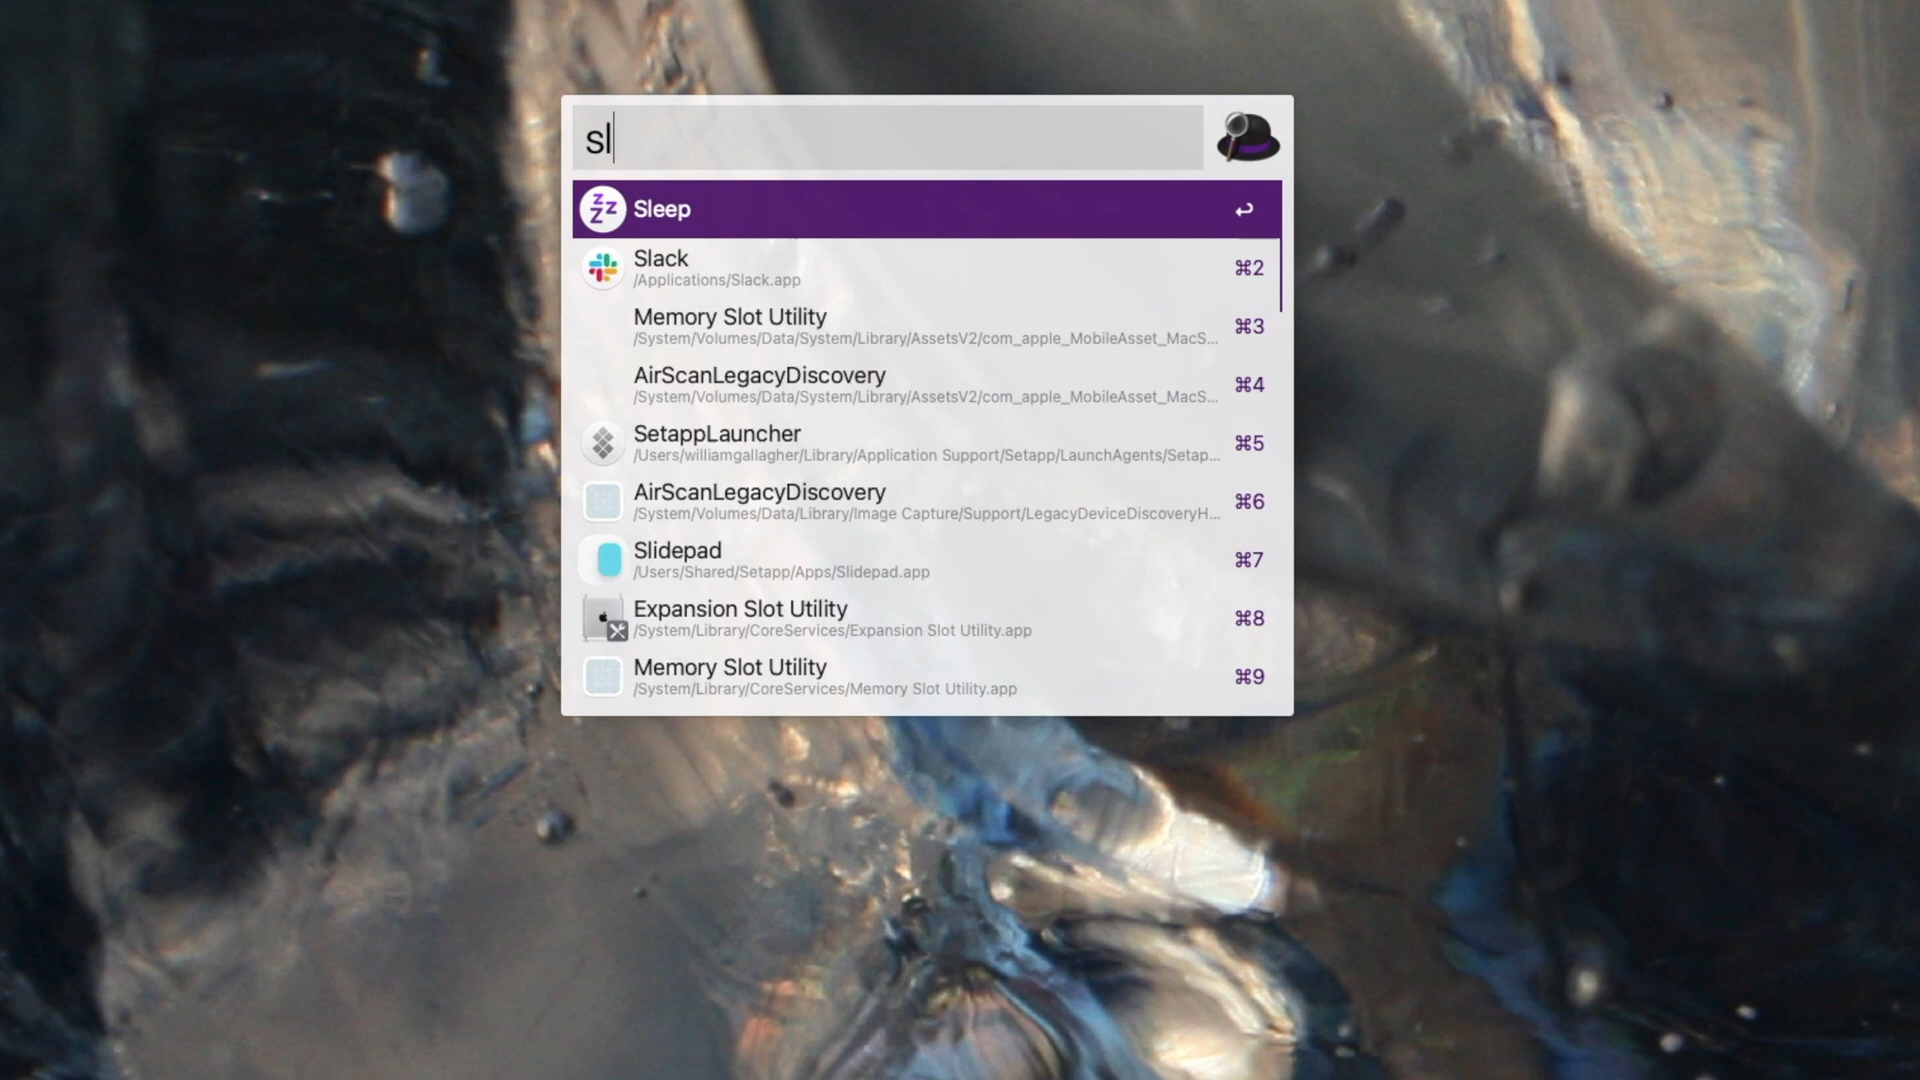 sl
Sleep ↩
Slack
/Applications/Slack.app
⌘2
Memory Slot Utility
/System/Volumes/Data/System/Library/AssetsV2/com_apple_MobileAsset_MacS...
⌘3
AirScanLegacyDiscovery
/System/Volumes/Data/System/Library/AssetsV2/com_apple_MobileAsset_MacS...
⌘4
SetappLauncher
/Users/williamgallagher/Library/Application Support/Setapp/LaunchAgents/Setap...
⌘5
AirScanLegacyDiscovery
/System/Volumes/Data/Library/Image Capture/Support/LegacyDeviceDiscoveryH...
⌘6
Slidepad
/Users/Shared/Setapp/Apps/Slidepad.app
⌘7
Expansion Slot Utility
/System/Library/CoreServices/Expansion Slot Utility.app
⌘8
Memory Slot Utility
/System/Library/CoreServices/Memory Slot Utility.app
⌘9